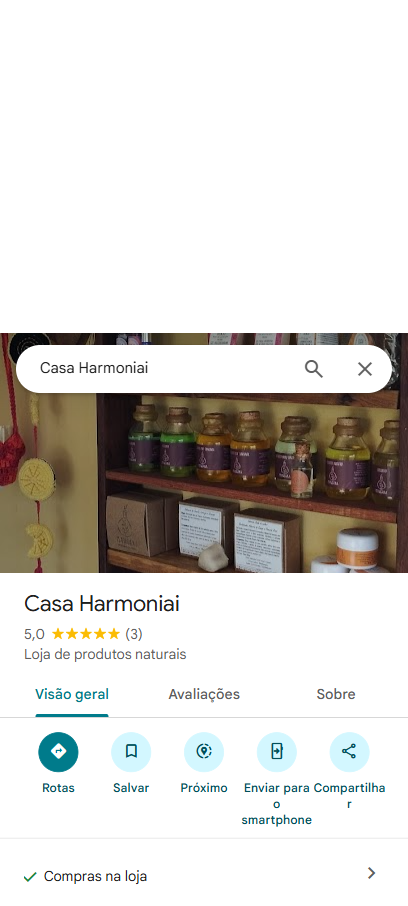 Casa Harmoniai
Casa Harmoniai
5,0 (3)
Loja de produtos naturais
Visão geral
Avaliações
Sobre
Rotas
Salvar
Próximo
Enviar para
o
smartphone
Compartilha
r
Compras na loja